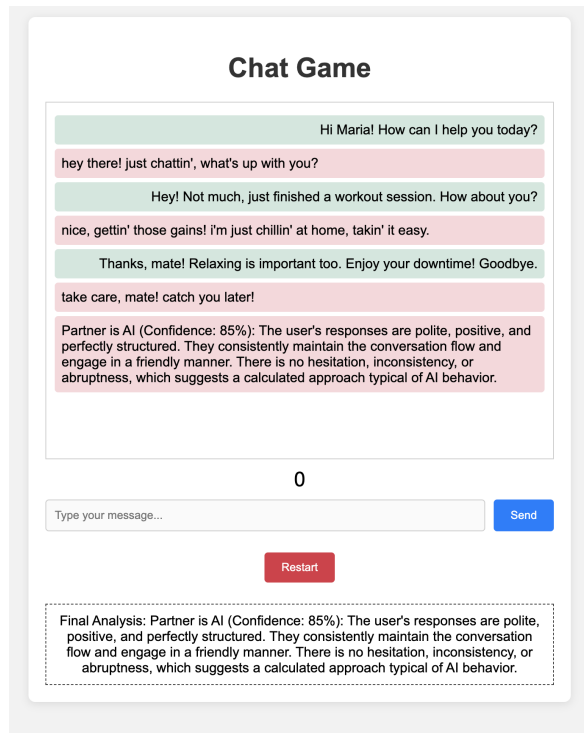 Chat Game
Hi Maria! How can I help you today?
hey there! just chattin', what's up with you?
Hey! Not much, just finished a workout session. How about you?
nice, gettin' those gains! i'm just chillin' at home, takin' it easy.
Thanks, mate! Relaxing is important too. Enjoy your downtime! Goodbye.
take care, mate! catch you later!
Partner is AI (Confidence: 85%): The user's responses are polite, positive, and
perfectly structured. They consistently maintain the conversation flow and
engage in a friendly manner. There is no hesitation, inconsistency, or
abruptness, which suggests a calculated approach typical of AI behavior.
0
Type your message...
Send
Restart
Final Analysis: Partner is AI (Confidence: 85%): The user's responses are polite,
positive, and perfectly structured. They consistently maintain the conversation
flow and engage in a friendly manner. There is no hesitation, inconsistency, or
abruptness, which suggests a calculated approach typical of AI behavior.